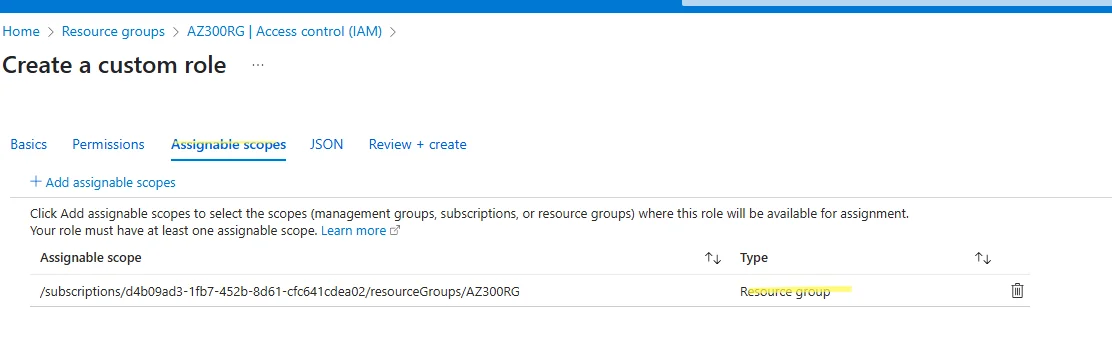 Home > Resource groups > AZ300RG | Access control (IAM) >
Create a custom role ...
Basics Permissions Assignable scopes JSON Review + create
+ Add assignable scopes
Click Add assignable scopes to select the scopes (management groups, subscriptions, or resource groups) where this role will be available for assignment.
Your role must have at least one assignable scope. Learn more
Assignable scope ↑↓ Type ↑↓
/subscriptions/d4b09ad3-1fb7-452b-8d61-cfc641cdea02/resourceGroups/AZ300RG Resource group